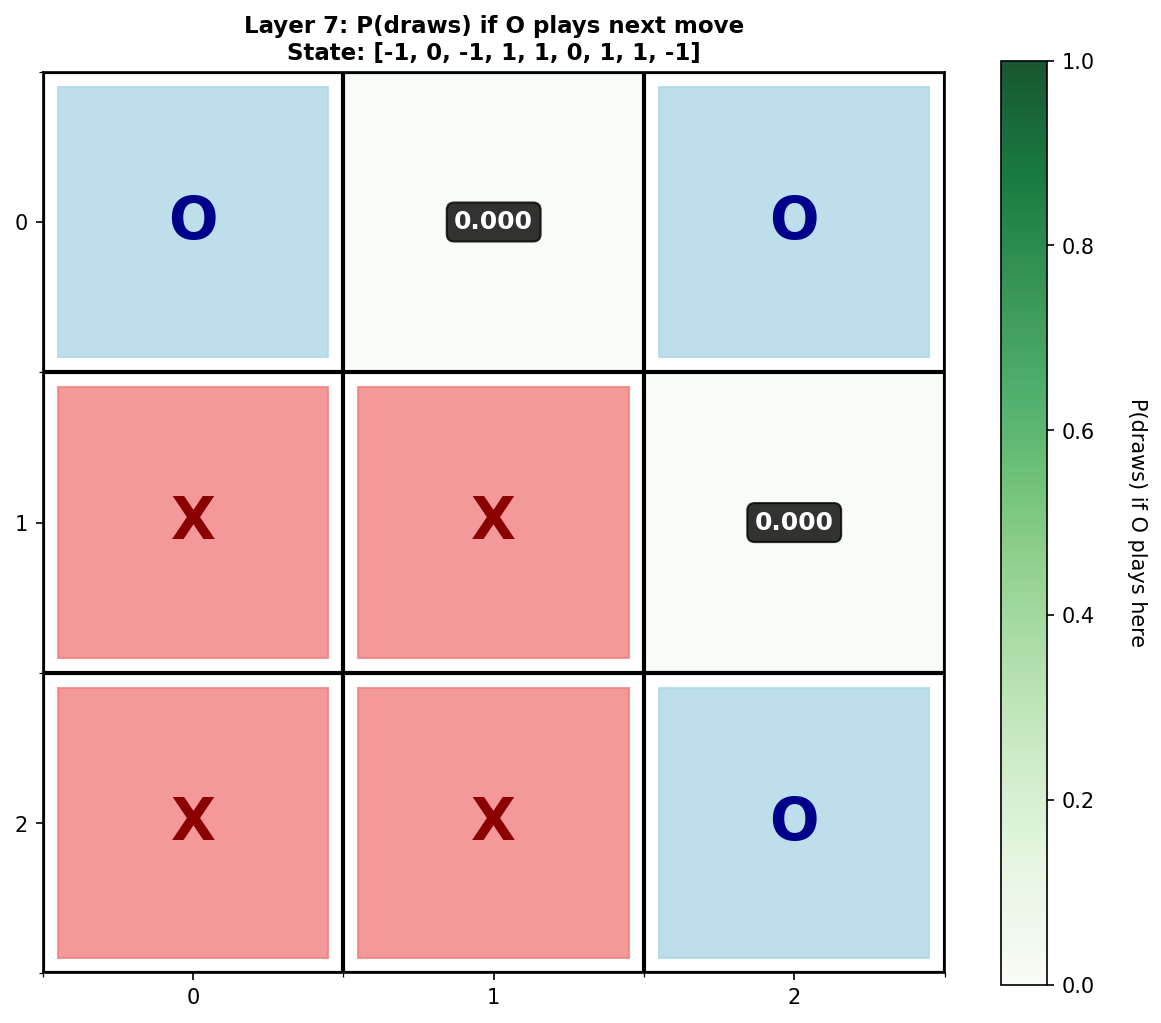 Layer 7: P(draws) if O plays next move
State: [-1, 0, -1, 1, 1, 0, 1, 1, -1]
0
O
0.000
O
1
X
X
0.000
2
X
X
O
0
1
2
1.0
0.8
0.6
0.4
0.2
0.0
P(draws) if O plays here